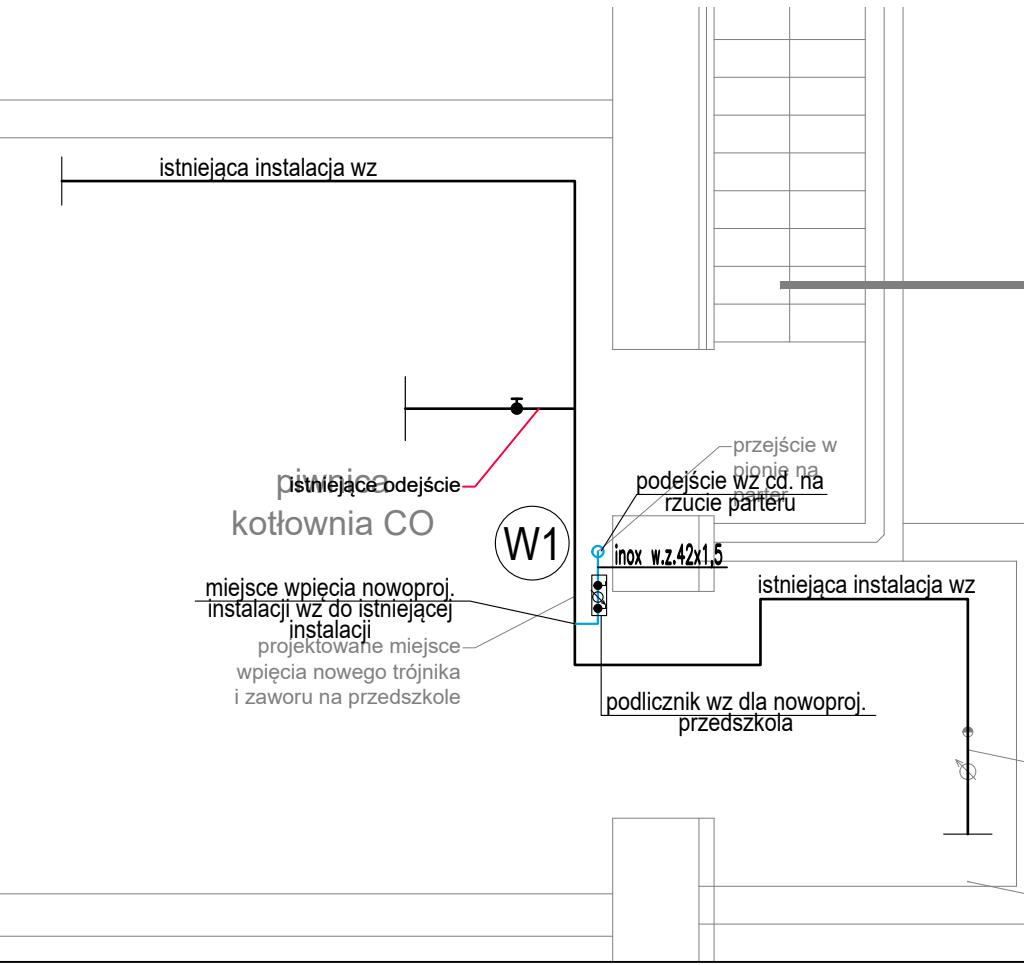 istniejąca instalacja wz
przejście w
pionie na
parter
podejście wz cd. na
rzucie parteru
piwnica
kotłownia CO
istniejące odejście
W1
inox w.z.42x1,5
miejsce wpięcia nowoproj.
instalacji wz do istniejącej
instalacji
istniejąca instalacja wz
projektowane miejsce
wpięcia nowego trójnika
i zaworu na przedszkole
podlicznik wz dla nowoproj.
przedszkola